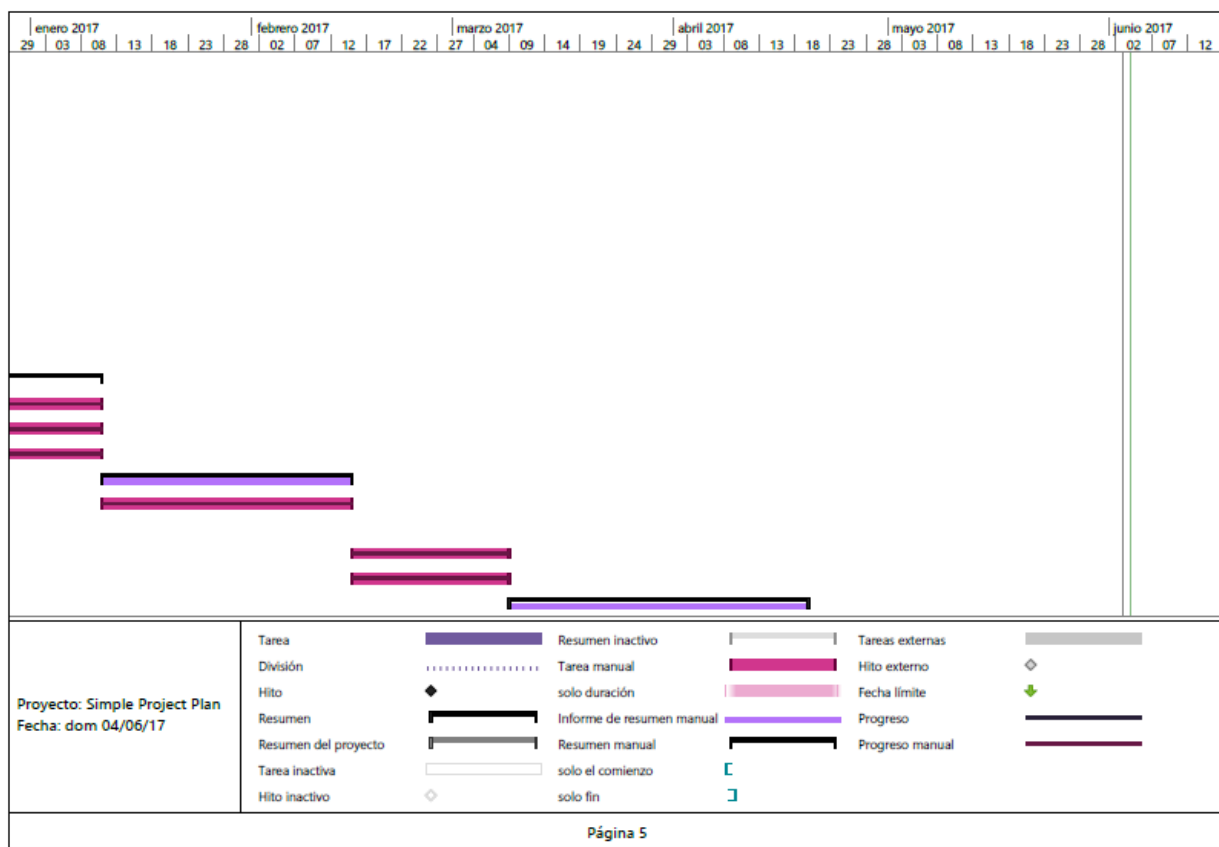 enero 2017 febrero 2017 marzo 2017 abril 2017 mayo 2017 junio 2017
29 03 08 13 18 23 28 02 07 12 17 22 27 04 09 14 19 24 29 03 08 13 18 23 28 03 08 13 18 23 28 02 07 12
Proyecto: Simple Project Plan
Fecha: dom 04/06/17
Tarea
División
Hito
Resumen
Resumen del proyecto
Tarea inactiva
Hito inactivo
Resumen inactivo
Tarea manual
solo duración
Informe de resumen manual
Resumen manual
solo el comienzo
solo fin
Tareas externas
Hito externo
Fecha límite
Progreso
Progreso manual
Página 5